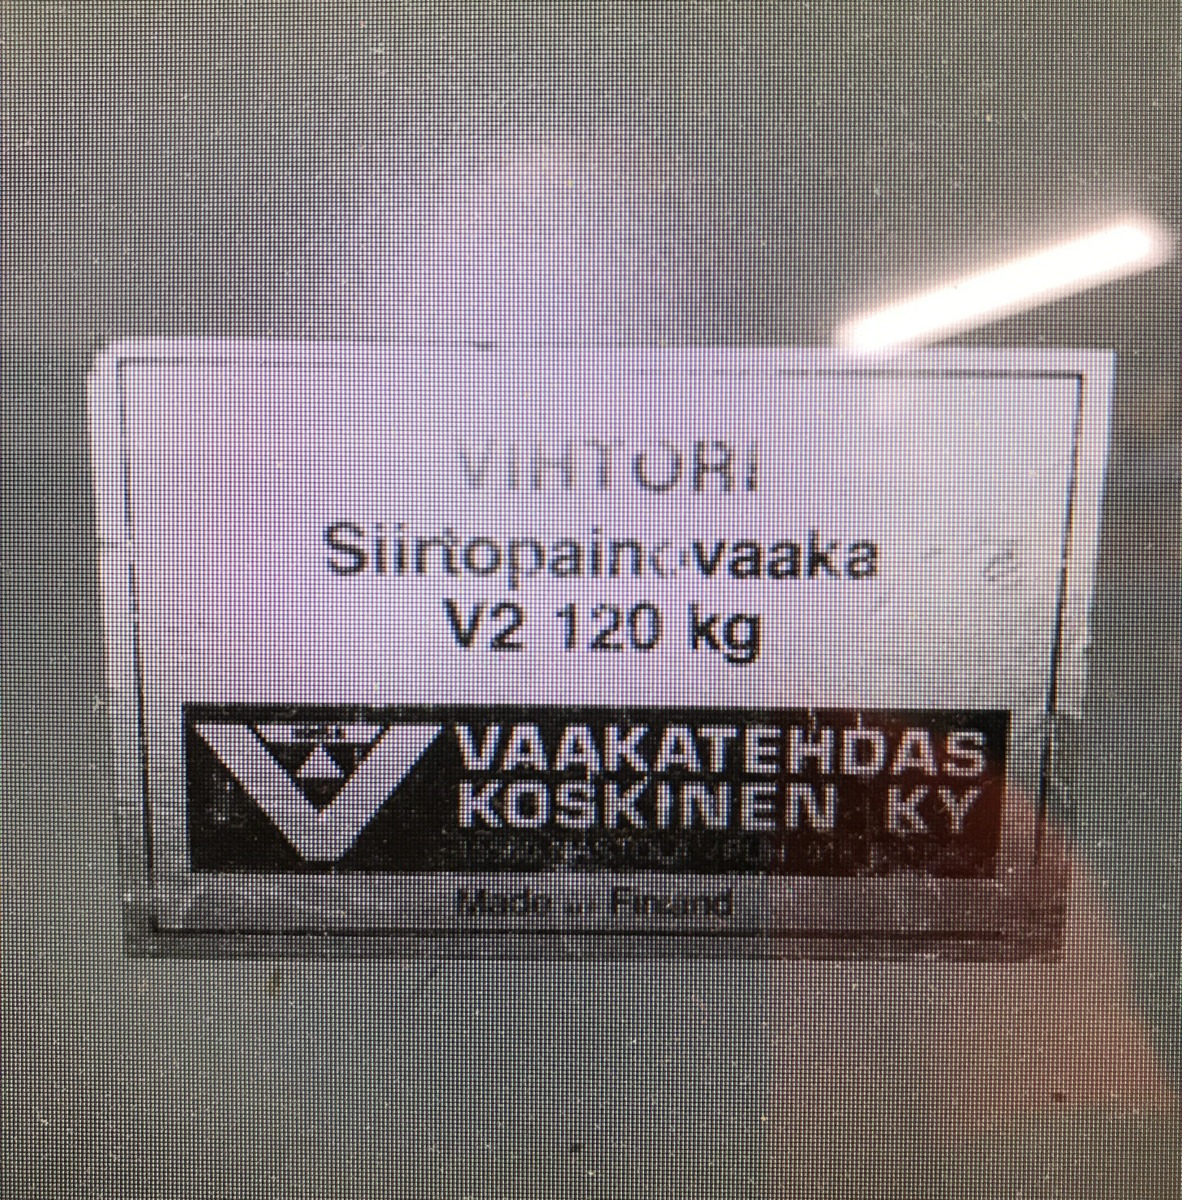 VIHTORI
Siirtopainovaaka
V2 120 kg
VAAKATEHDAS
KOSKINEN KY
Made in Finland